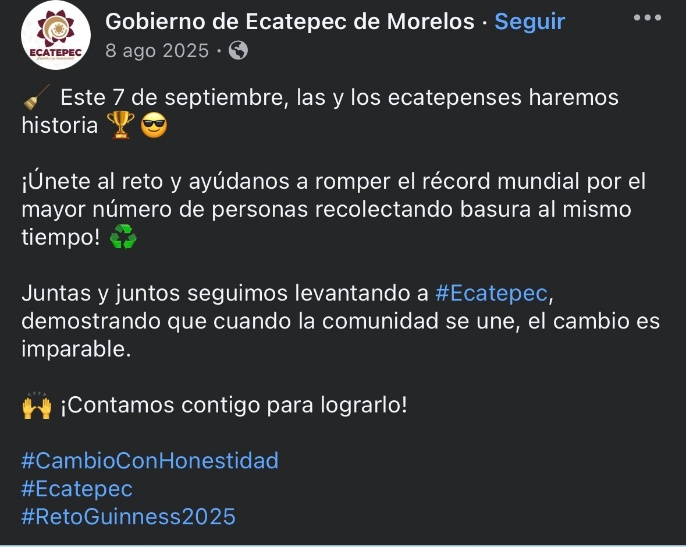 Gobierno de Ecatepec de Morelos · Seguir
ECATEPEC
8 ago 2025 ·
🧹 Este 7 de septiembre, las y los ecatepenses haremos
historia 🏆 😎
¡Únete al reto y ayúdanos a romper el récord mundial por el
mayor número de personas recolectando basura al mismo
tiempo! ♻️
Juntas y juntos seguimos levantando a #Ecatepec,
demostrando que cuando la comunidad se une, el cambio es
imparable.
🙌 ¡Contamos contigo para lograrlo!
#CambioConHonestidad
#Ecatepec
#RetoGuinness2025